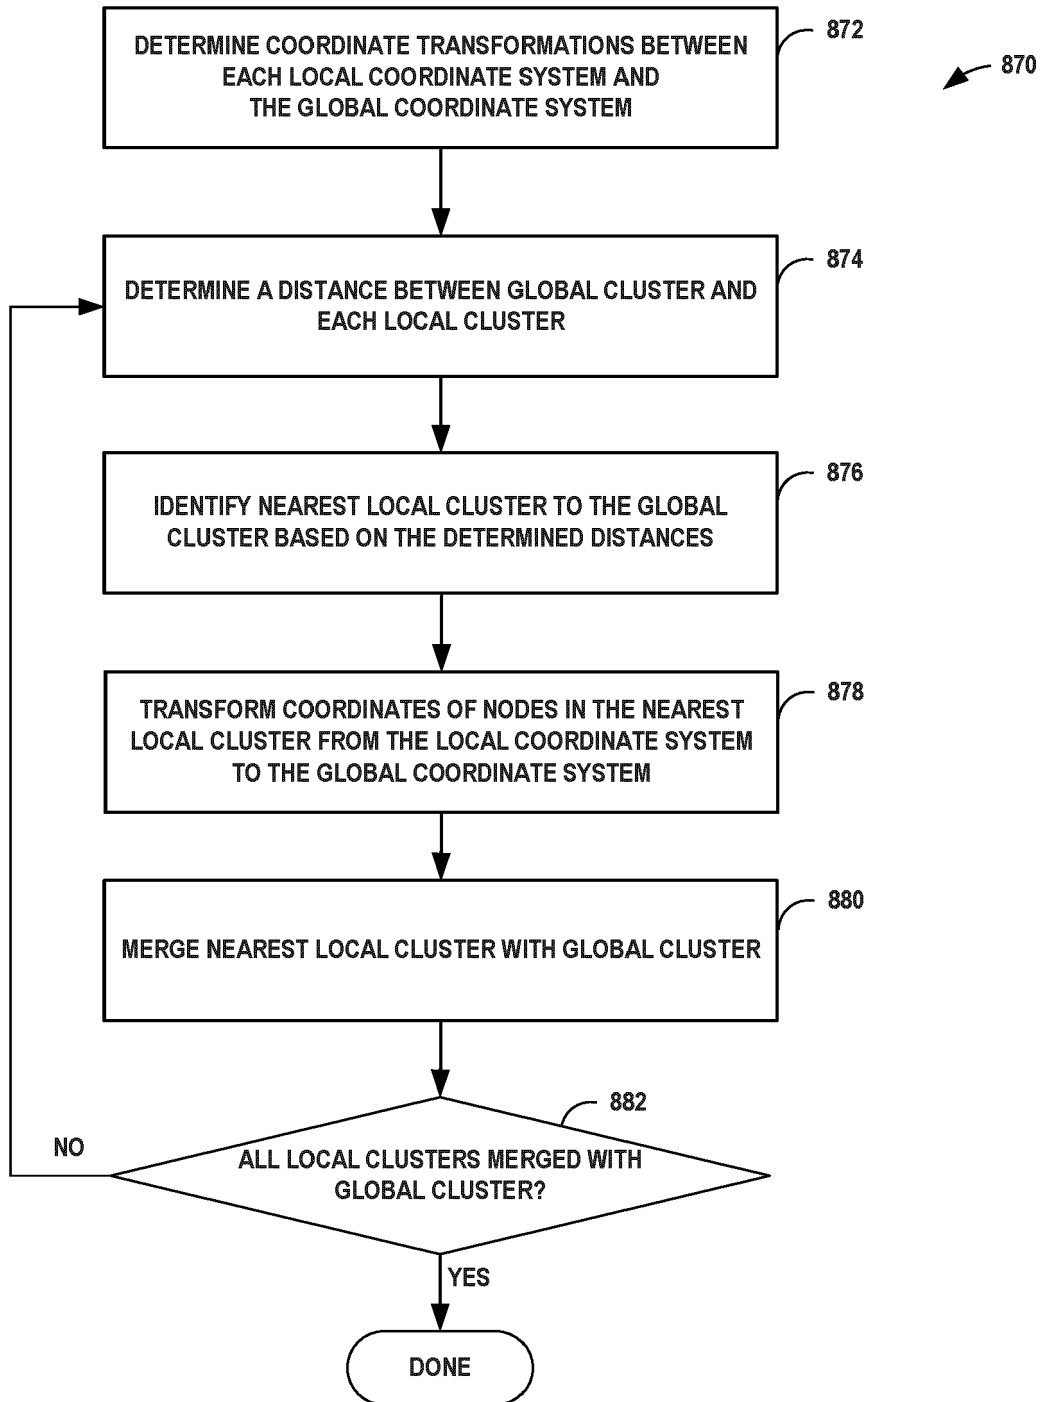 DETERMINE COORDINATE TRANSFORMATIONS BETWEEN
EACH LOCAL COORDINATE SYSTEM AND
THE GLOBAL COORDINATE SYSTEM
872
870
DETERMINE A DISTANCE BETWEEN GLOBAL CLUSTER AND
EACH LOCAL CLUSTER
874
IDENTIFY NEAREST LOCAL CLUSTER TO THE GLOBAL
CLUSTER BASED ON THE DETERMINED DISTANCES
876
TRANSFORM COORDINATES OF NODES IN THE NEAREST
LOCAL CLUSTER FROM THE LOCAL COORDINATE SYSTEM
TO THE GLOBAL COORDINATE SYSTEM
878
MERGE NEAREST LOCAL CLUSTER WITH GLOBAL CLUSTER
880
882
NO
ALL LOCAL CLUSTERS MERGED WITH
GLOBAL CLUSTER?
YES
DONE